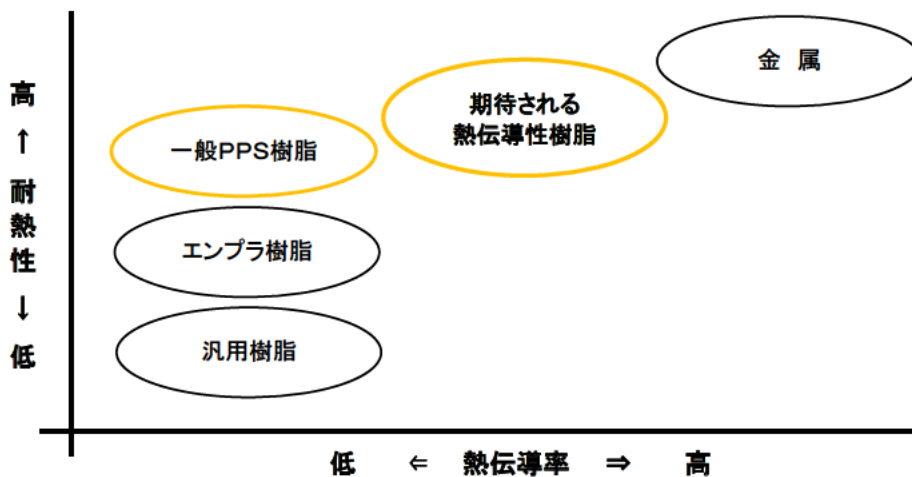 金 属
期待される
熱伝導性樹脂
一般PPS樹脂
エンプラ樹脂
汎用樹脂
高 ↑ 耐熱性 ↓ 低
低 ⇐ 熱伝導率 ⇒ 高